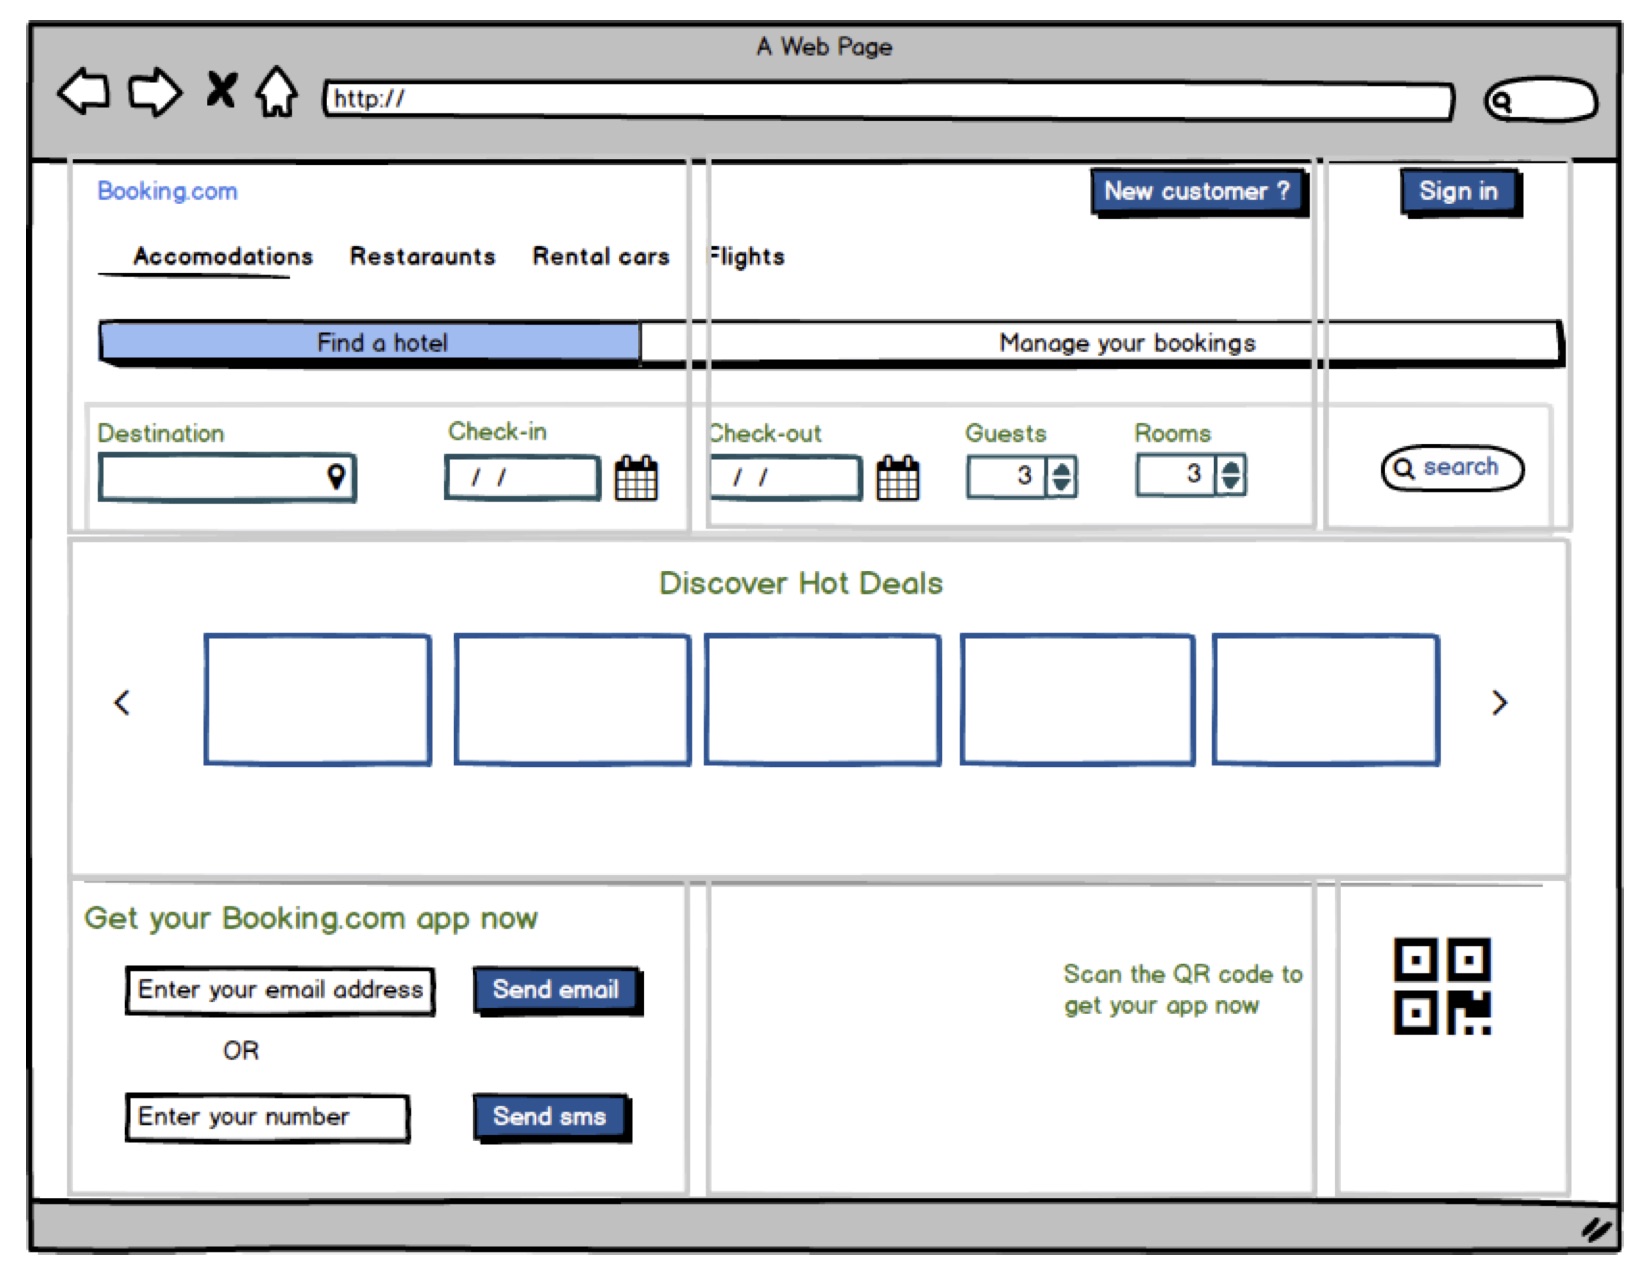 A Web Page
http://
Booking.com
New customer ?
Sign in
Accomodations Restaraunts Rental cars Flights
Find a hotel
Manage your bookings
Destination Check-in Check-out Guests Rooms
/ / / / 3 3 search
Discover Hot Deals
< >
Get your Booking.com app now
Enter your email address Send email
OR
Enter your number Send sms
Scan the QR code to
get your app now